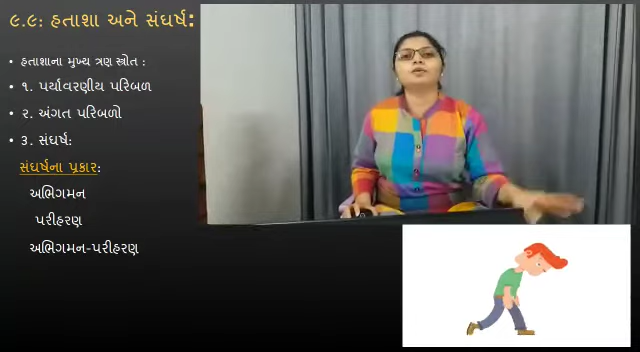 ૯.૯: હતાશા અને સંઘર્ષ:
• હતાશાના મુખ્ય ત્રણ સ્ત્રોત :
• ૧. પર્યાવરણીય પરિબળ
• ૨. અંગત પરિબળો
• 3. સંઘર્ષ:
સંઘર્ષના પ્રકાર:
અભિગમન
પરીહરણ
અભિગમન-પરીહરણ